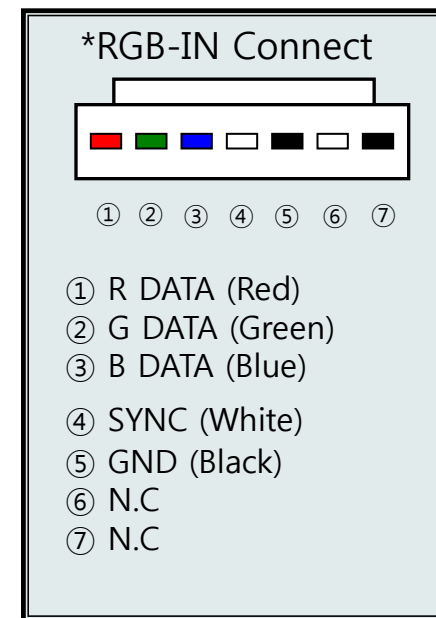 *RGB-IN Connect
① ② ③ ④ ⑤ ⑥ ⑦
① R DATA (Red)
② G DATA (Green)
③ B DATA (Blue)
④ SYNC (White)
⑤ GND (Black)
⑥ N.C
⑦ N.C